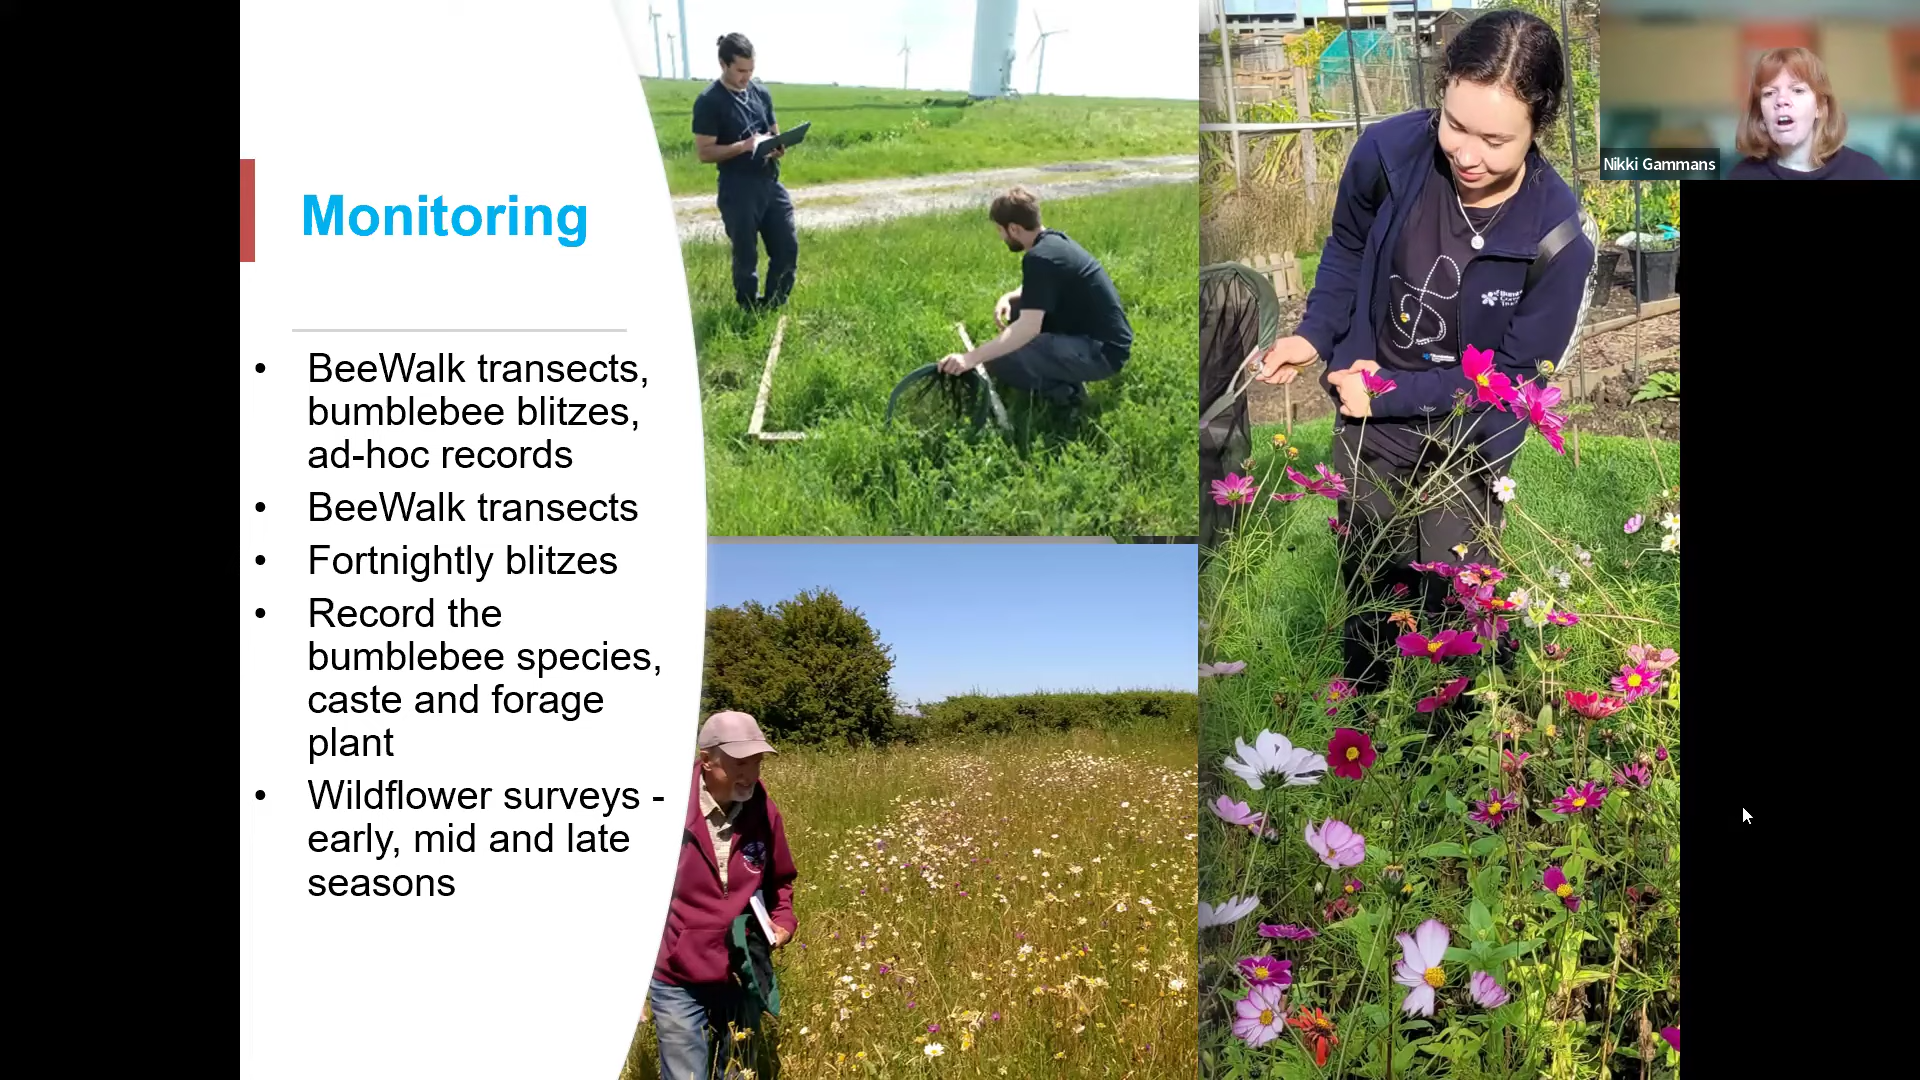 Monitoring
• BeeWalk transects,
bumblebee blitzes,
ad-hoc records
• BeeWalk transects
• Fortnightly blitzes
• Record the
bumblebee species,
caste and forage
plant
• Wildflower surveys -
early, mid and late
seasons
Nikki Gammans